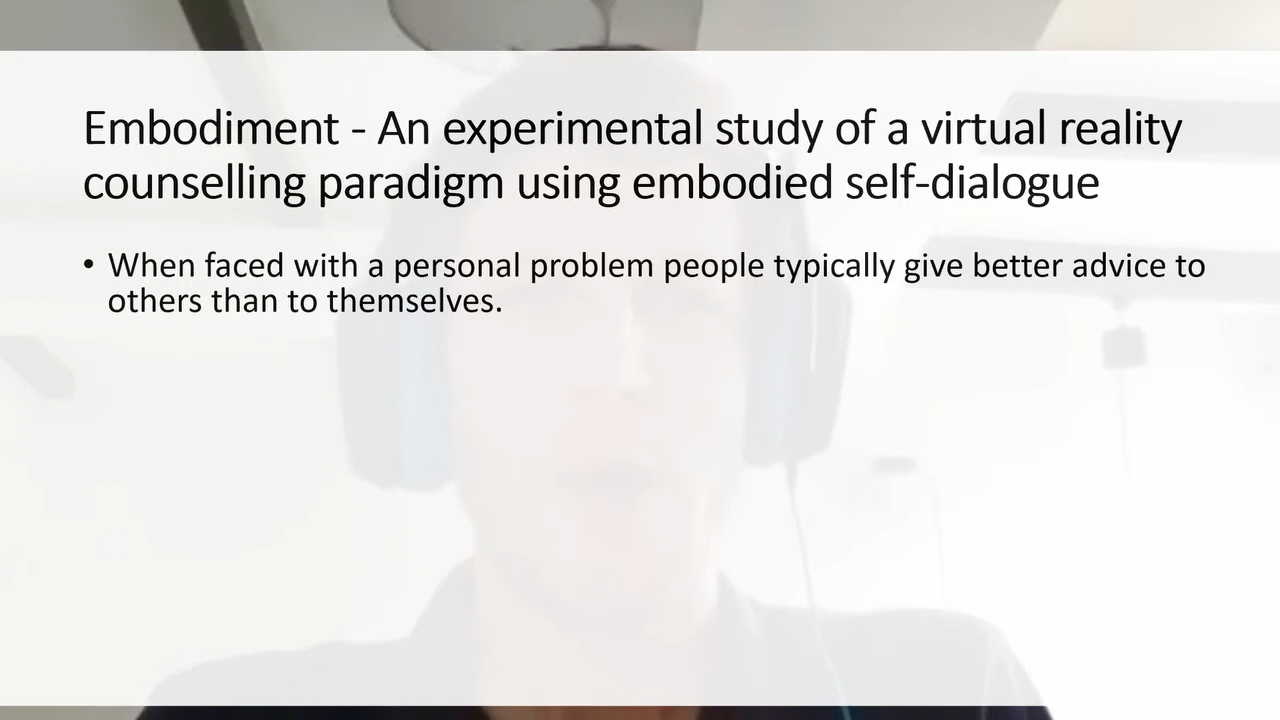 Embodiment - An experimental study of a virtual reality
counselling paradigm using embodied self-dialogue
• When faced with a personal problem people typically give better advice to
others than to themselves.